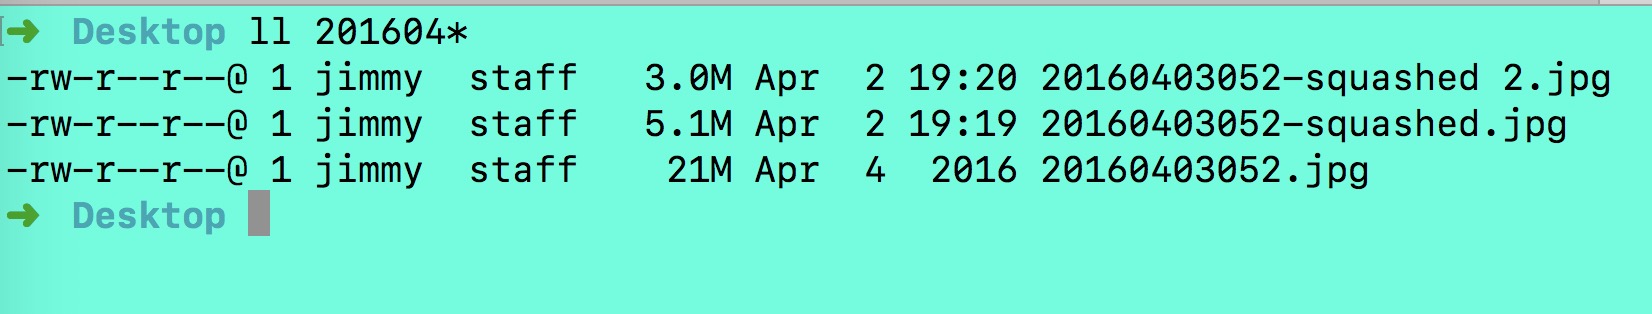 ➜ Desktop ll 201604*
-rw-r--r--@ 1 jimmy  staff   3.0M Apr  2 19:20 20160403052-squashed 2.jpg
-rw-r--r--@ 1 jimmy  staff   5.1M Apr  2 19:19 20160403052-squashed.jpg
-rw-r--r--@ 1 jimmy  staff    21M Apr  4  2016 20160403052.jpg
➜ Desktop